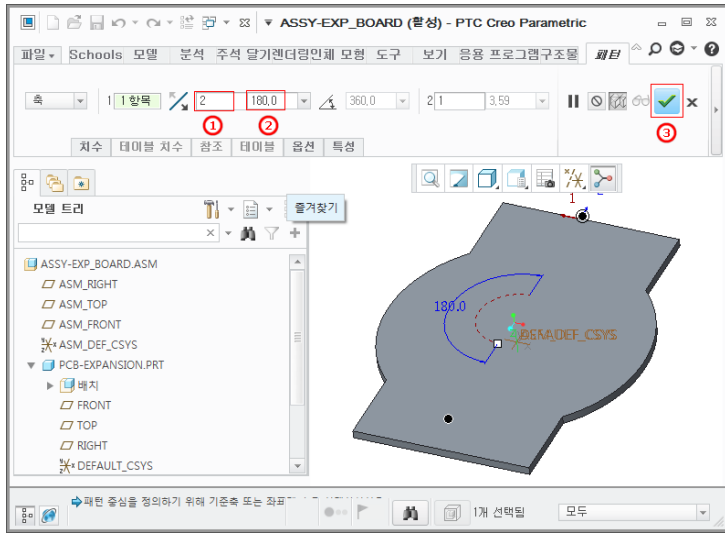 ASSY-EXP_BOARD (활성) - PTC Creo Parametric
파일 Schools 모델 분석 주석 달기렌더링인체 모형 도구 보기 응용 프로그램구조물 패턴
축 1 1 항목 2 180,0 360,0 2 1 3,59
1 2 3
치수 테이블 치수 참조 테이블 옵션 특성
모델 트리
즐겨찾기
ASSY-EXP_BOARD.ASM
ASM_RIGHT
ASM_TOP
ASM_FRONT
ASM_DEF_CSYS
PCB-EXPANSION.PRT
배치
FRONT
TOP
RIGHT
DEFAULT_CSYS
1
180.0
DEF_CSYS
패턴 중심을 정의하기 위해 기준축 또는
1개 선택됨 모두